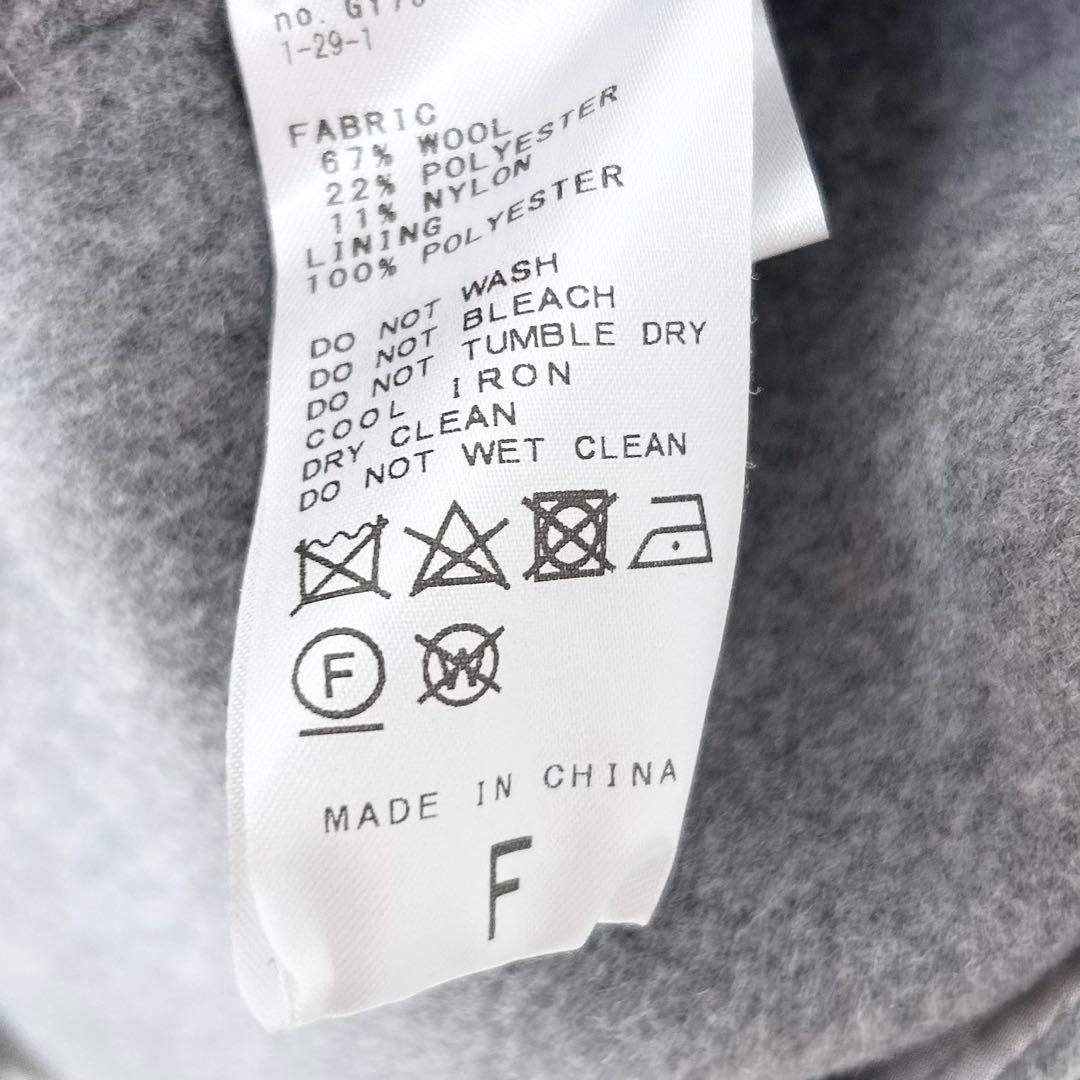 no.
1-29-1
FABRIC
67% WOOL
22% POLYESTER
11% NYLON
LINING
100% POLYESTER
DO NOT WASH
DO NOT BLEACH
DO NOT TUMBLE DRY
COOL IRON
DRY CLEAN
DO NOT WET CLEAN
F W
MADE IN CHINA
F